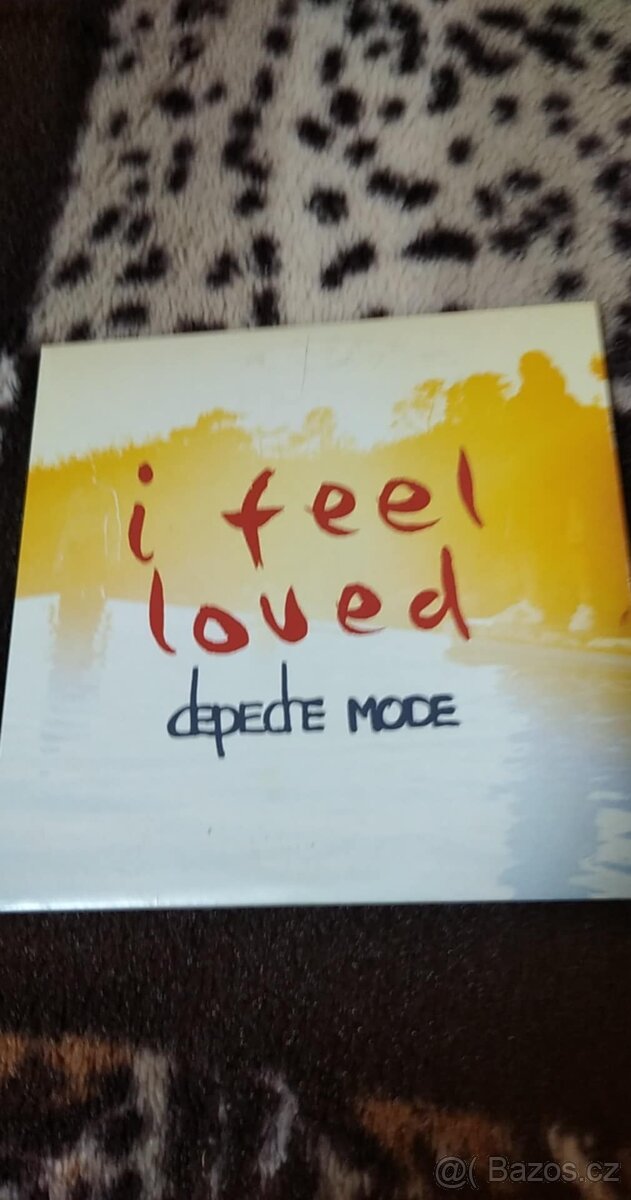 i feel
loved
depeche MODE
@( Bazos.cz